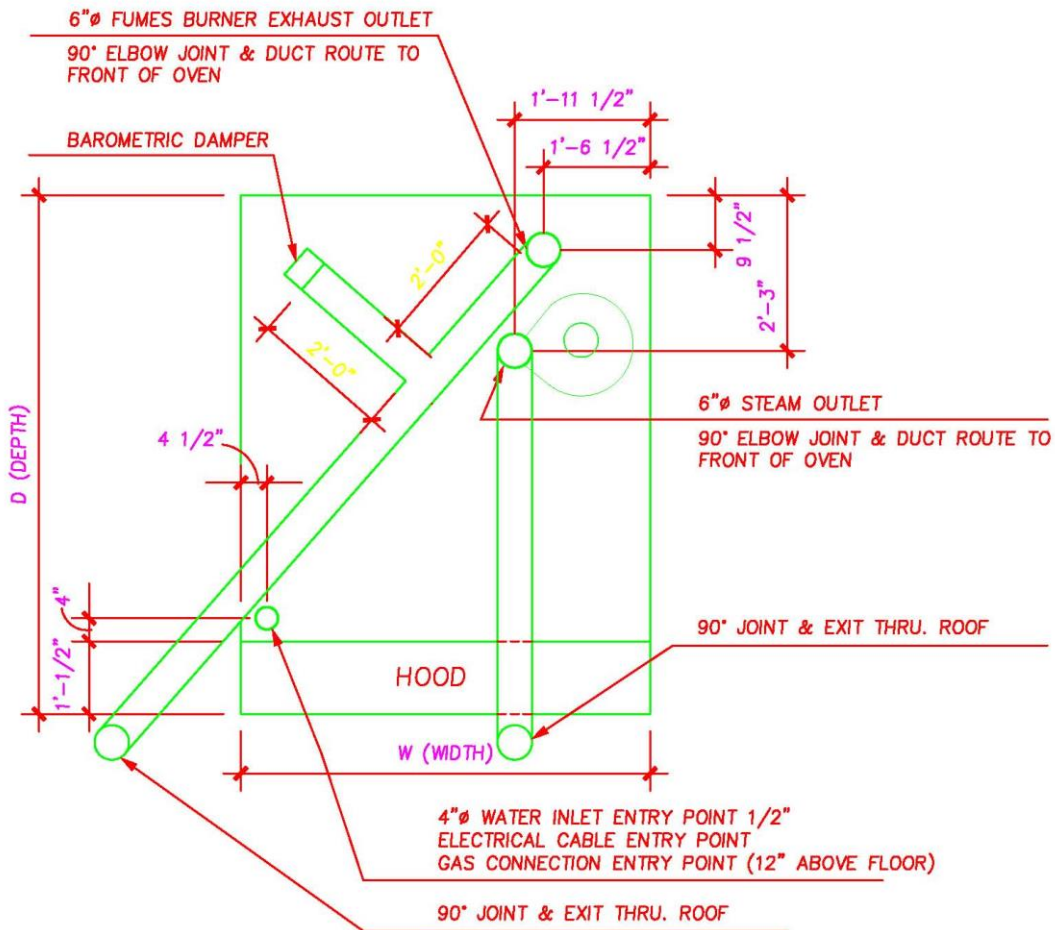 6"ø FUMES BURNER EXHAUST OUTLET
90° ELBOW JOINT & DUCT ROUTE TO
FRONT OF OVEN
1'-11 1/2"
BAROMETRIC DAMPER
1'-6 1/2"
9 1/2"
2'-0"
2'-3"
2'-0"
6"ø STEAM OUTLET
4 1/2"
90° ELBOW JOINT & DUCT ROUTE TO
FRONT OF OVEN
D (DEPTH)
4"
90° JOINT & EXIT THRU. ROOF
1'-1/2"
HOOD
W (WIDTH)
4"ø WATER INLET ENTRY POINT 1/2"
ELECTRICAL CABLE ENTRY POINT
GAS CONNECTION ENTRY POINT (12" ABOVE FLOOR)
90° JOINT & EXIT THRU. ROOF